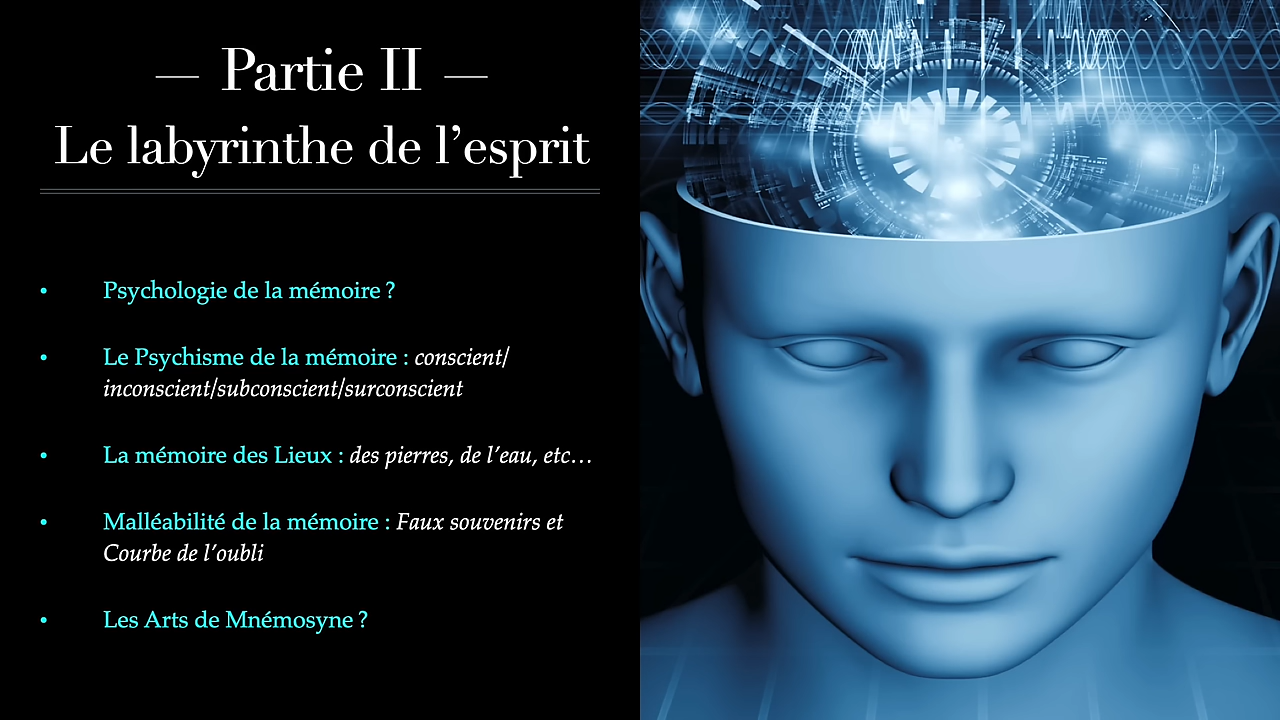 — Partie II —
Le labyrinthe de l’esprit
• Psychologie de la mémoire ?
• Le Psychisme de la mémoire : conscient/
inconscient/subconscient/surconscient
• La mémoire des Lieux : des pierres, de l’eau, etc…
• Malléabilité de la mémoire : Faux souvenirs et
Courbe de l’oubli
• Les Arts de Mnémosyne ?